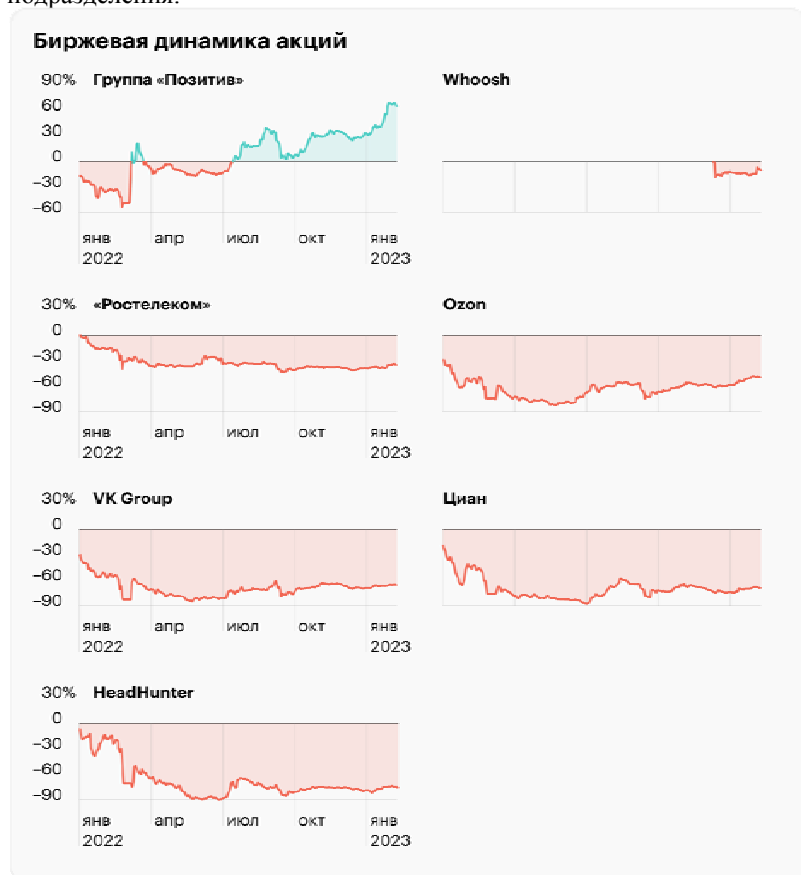 подразделения.
Биржевая динамика акций
90% Группа «Позитив» Whoosh
60
30
0
–30
–60
янв апр июл окт янв
2022 2023
30% «Ростелеком» Ozon
0
–30
–60
–90
янв апр июл окт янв
2022 2023
30% VK Group Циан
0
–30
–60
–90
янв апр июл окт янв
2022 2023
30% HeadHunter
0
–30
–60
–90
янв апр июл окт янв
2022 2023